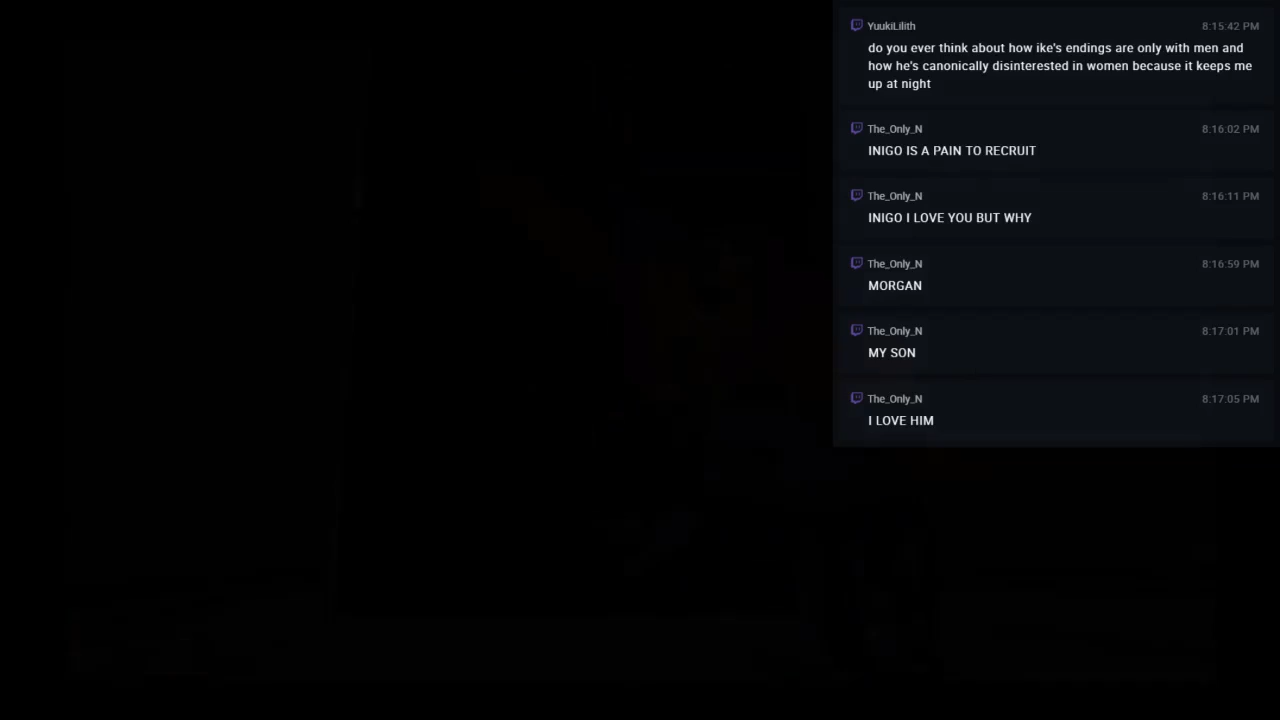 YuukiLilith 8:15:42 PM
do you ever think about how ike's endings are only with men and
how he's canonically disinterested in women because it keeps me
up at night
The_Only_N 8:16:02 PM
INIGO IS A PAIN TO RECRUIT
The_Only_N 8:16:11 PM
INIGO I LOVE YOU BUT WHY
The_Only_N 8:16:59 PM
MORGAN
The_Only_N 8:17:01 PM
MY SON
The_Only_N 8:17:05 PM
I LOVE HIM